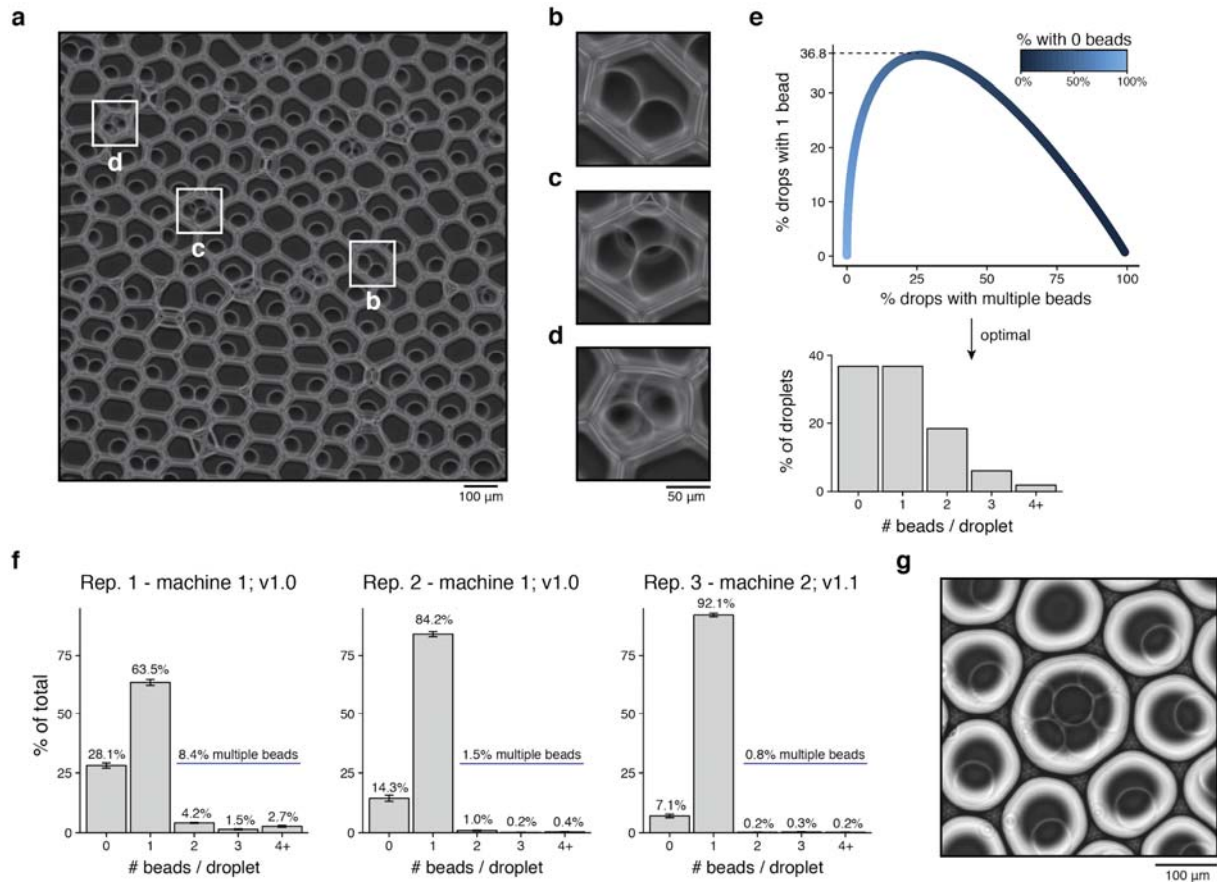 a
d
c
b
100 µm
b
c
d
50 µm
e
% with 0 beads
0% 50% 100%
% drops with 1 bead
36.8
30
20
10
0
0 25 50 75 100
% drops with multiple beads
optimal
% of droplets
40
20
0
0 1 2 3 4+
# beads / droplet
f
Rep. 1 - machine 1; v1.0
% of total
75
50
25
0
28.1%
63.5%
8.4% multiple beads
4.2%
1.5%
2.7%
0 1 2 3 4+
# beads / droplet
Rep. 2 - machine 1; v1.0
75
50
25
0
14.3%
84.2%
1.5% multiple beads
1.0%
0.2%
0.4%
0 1 2 3 4+
# beads / droplet
Rep. 3 - machine 2; v1.1
75
50
25
0
7.1%
92.1%
0.8% multiple beads
0.2%
0.3%
0.2%
0 1 2 3 4+
# beads / droplet
g
100 µm